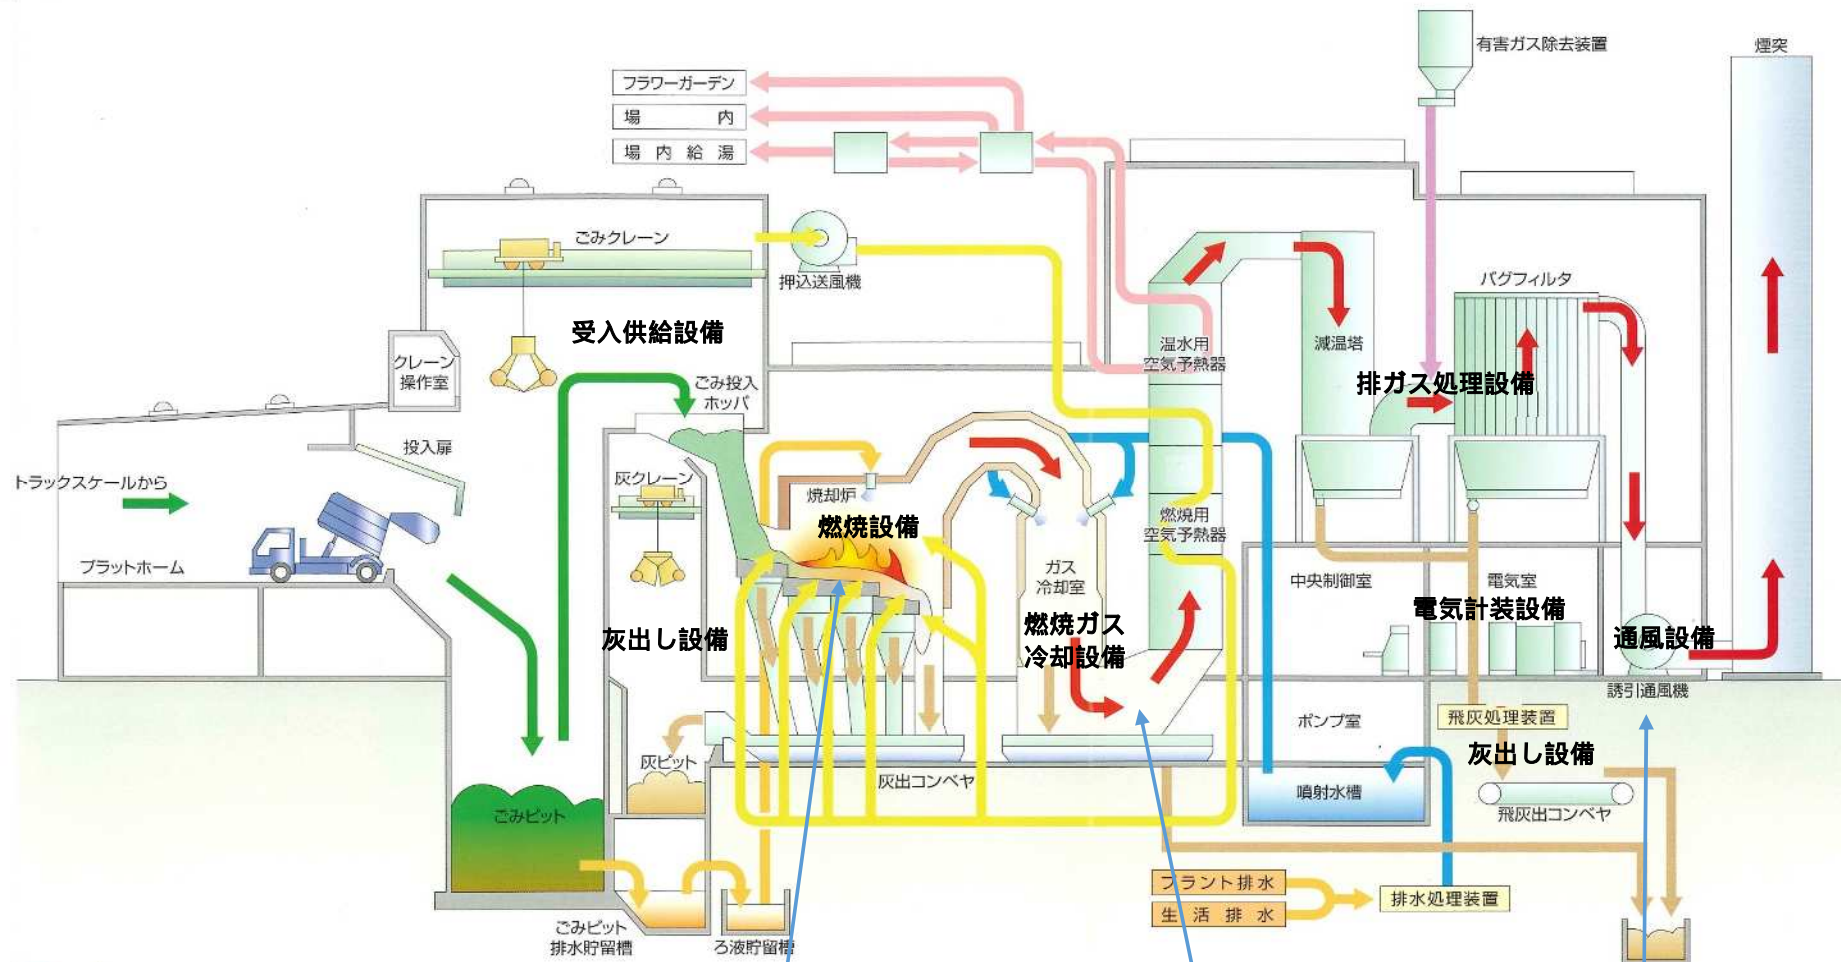 有害ガス除去装置
煙突
フラワーガーデン
場　　内
場 内 給 湯
ごみクレーン
押込送風機
バグフィルタ
受入供給設備
クレーン
操作室
温水用
空気予熱器
減温塔
排ガス処理設備
ごみ投入
ホッパ
投入扉
トラックスケールから
灰クレーン
焼却炉
燃焼設備
燃焼用
空気予熱器
プラットホーム
ガス
冷却室
中央制御室
電気室
電気計装設備
灰出し設備
燃焼ガス
冷却設備
通風設備
誘引通風機
ポンプ室
飛灰処理装置
灰出し設備
灰ピット
灰出コンベヤ
噴射水槽
飛灰出コンベヤ
ごみピット
プラント排水
生 活 排 水
排水処理装置
ごみピット
排水貯留槽
ろ液貯留槽